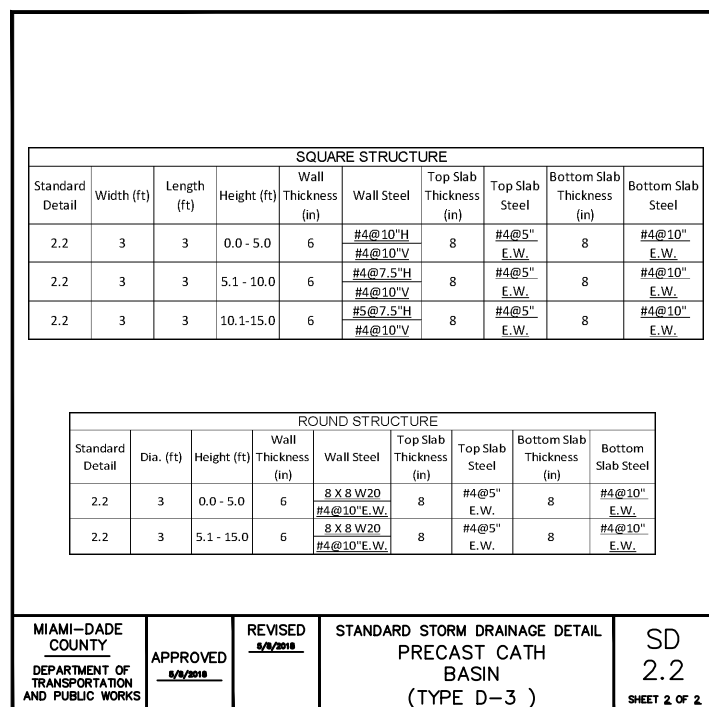 SQUARE STRUCTURE
Standard Detail Width (ft) Length (ft) Height (ft) Wall Thickness (in) Wall Steel Top Slab Thickness (in) Top Slab Steel Bottom Slab Thickness (in) Bottom Slab Steel
2.2 3 3 0.0 - 5.0 6 #4@10"H #4@10"V 8 #4@5" E.W. 8 #4@10" E.W.
2.2 3 3 5.1 - 10.0 6 #4@7.5"H #4@10"V 8 #4@5" E.W. 8 #4@10" E.W.
2.2 3 3 10.1-15.0 6 #5@7.5"H #4@10"V 8 #4@5" E.W. 8 #4@10" E.W.
ROUND STRUCTURE
Standard Detail Dia. (ft) Height (ft) Wall Thickness (in) Wall Steel Top Slab Thickness (in) Top Slab Steel Bottom Slab Thickness (in) Bottom Slab Steel
2.2 3 0.0 - 5.0 6 8 X 8 W20 #4@10"E.W. 8 #4@5" E.W. 8 #4@10" E.W.
2.2 3 5.1 - 15.0 6 8 X 8 W20 #4@10"E.W. 8 #4@5" E.W. 8 #4@10" E.W.
MIAMI-DADE
COUNTY
DEPARTMENT OF
TRANSPORTATION
AND PUBLIC WORKS
APPROVED
REVISED
STANDARD STORM DRAINAGE DETAIL
PRECAST CATH
BASIN
(TYPE D-3 )
SD
2.2
SHEET 2 OF 2